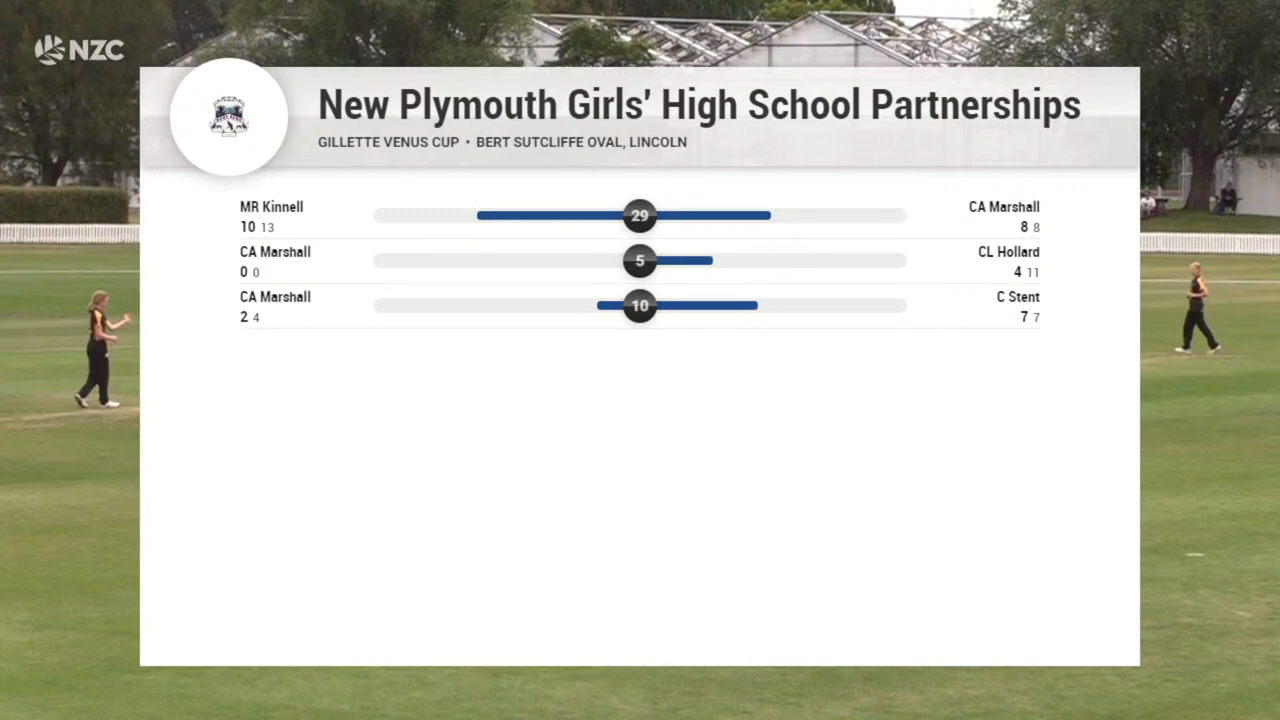 NZC
New Plymouth Girls' High School Partnerships
GILLETTE VENUS CUP • BERT SUTCLIFFE OVAL, LINCOLN
MR Kinnell 29 CA Marshall
10 13 8 8
CA Marshall 5 CL Hollard
0 0 4 11
CA Marshall 10 C Stent
2 4 7 7